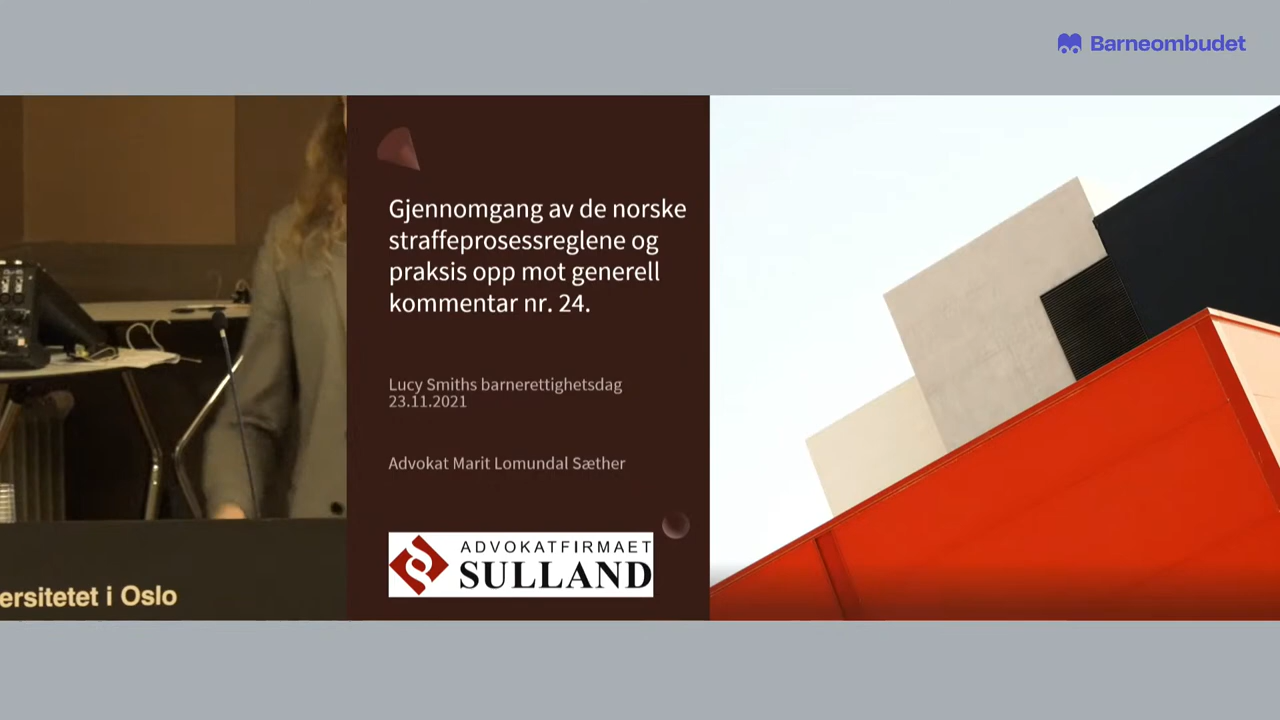 Barneombudet
Gjennomgang av de norske
straffeprosessreglene og
praksis opp mot generell
kommentar nr. 24.
Lucy Smiths barnerettighetsdag
23.11.2021
Advokat Marit Lomundal Sæther
ADVOKATFIRMAET
SULLAND
ersitetet i Oslo